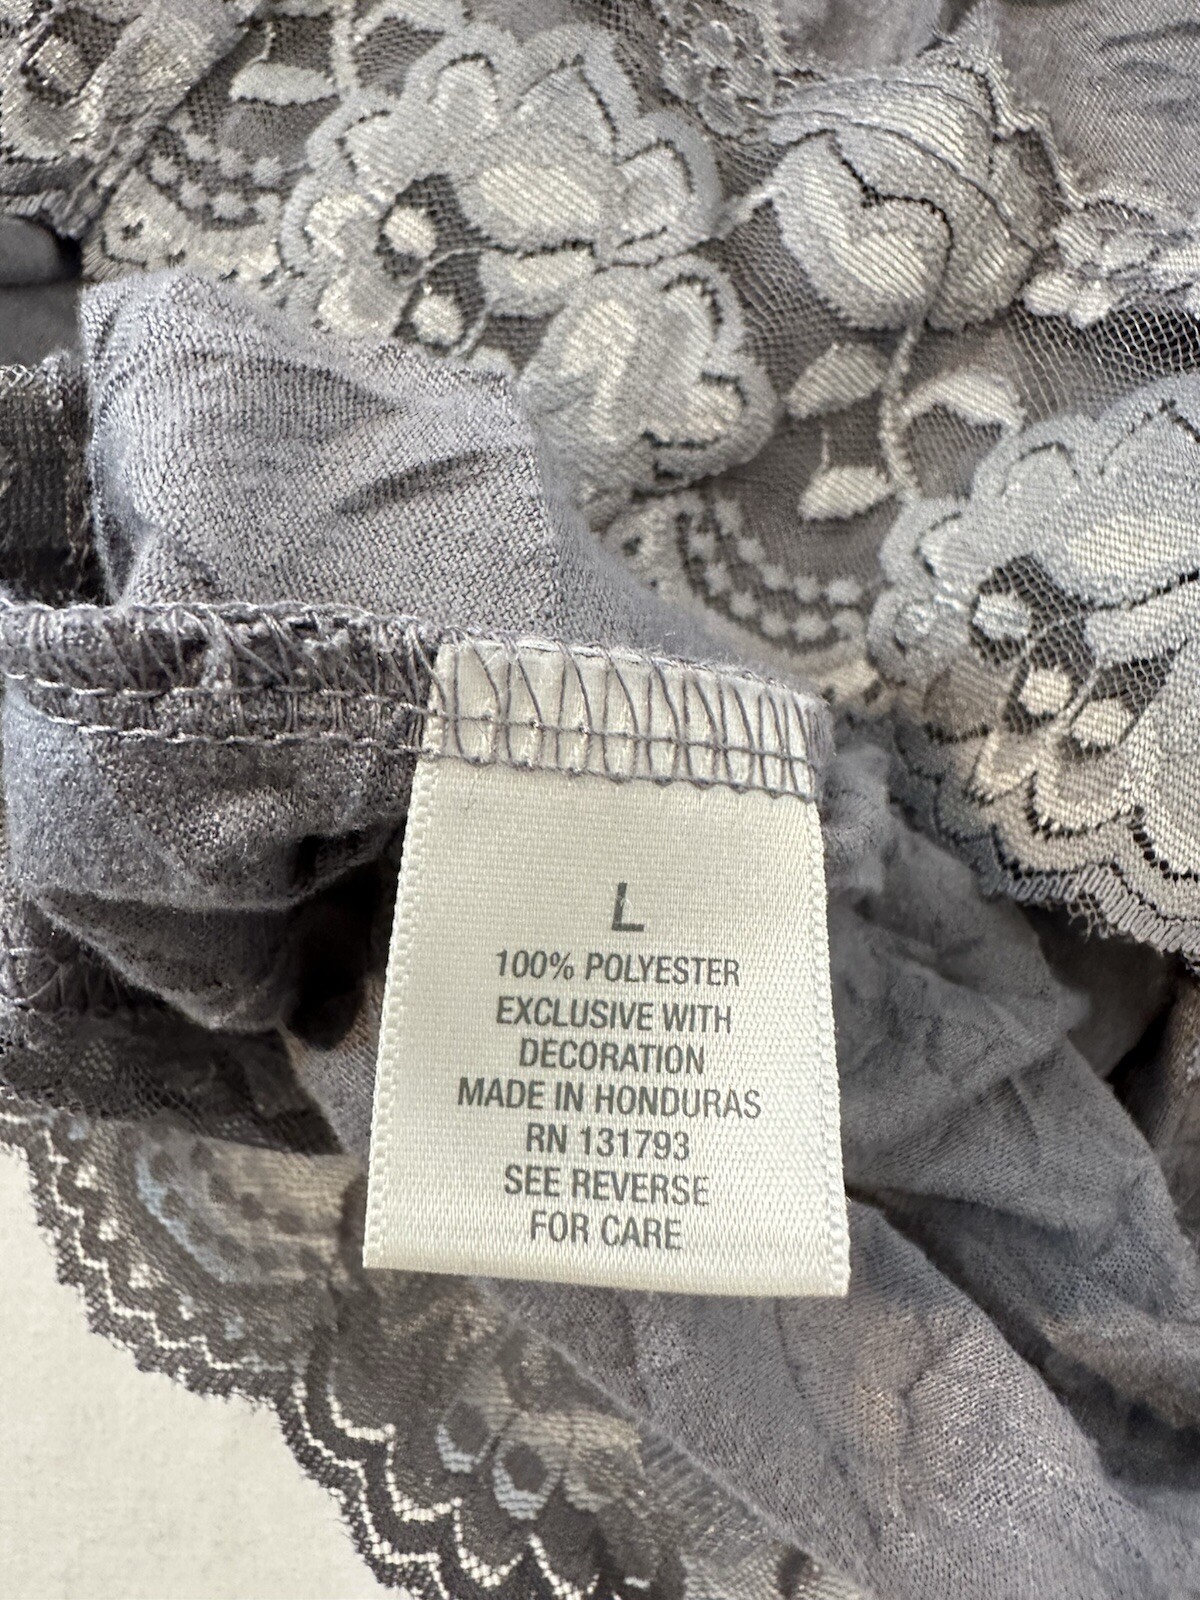 L
100% POLYESTER
EXCLUSIVE WITH
DECORATION
MADE IN HONDURAS
RN 131793
SEE REVERSE
FOR CARE